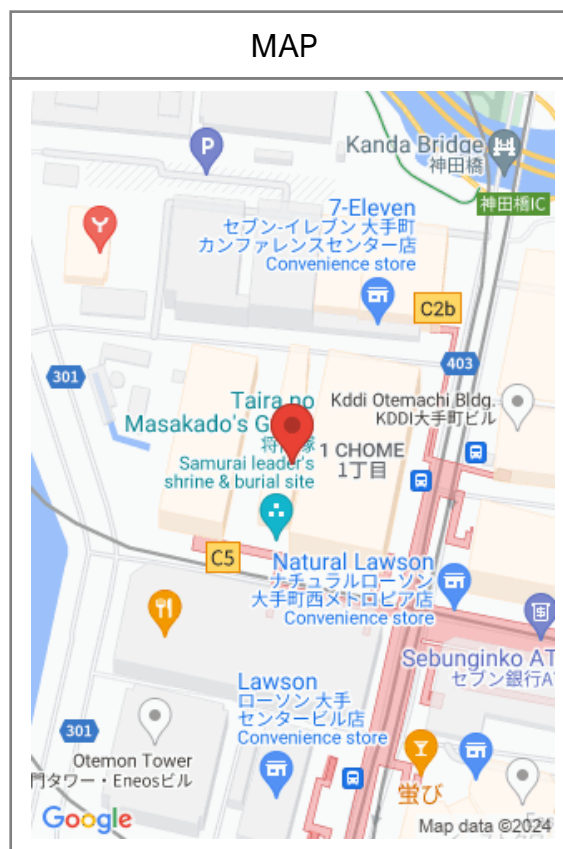 MAP
Kanda Bridge
神田橋
P
神田橋IC
7-Eleven
セブン-イレブン 大手町
カンファレンスセンター店
Convenience store
C2b
403
301
Taira no
Masakado's G
将
塚
Samurai leader's
shrine & burial site
Kddi Otemachi Bldg.
KDDI大手町ビル
1 CHOME
1丁目
C5
Natural Lawson
ナチュラルローソン
大手町西メトロピア店
Convenience store
Sebunginko AT
セブン銀行A
Lawson
ローソン 大手
センタービル店
Convenience store
301
Otemon Tower
門タワー・Eneosビル
蛍び
Google
Map data ©2024